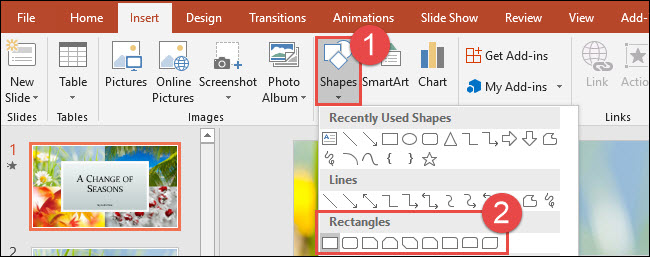 File Home Insert Design Transitions Animations Slide Show Review View Add-
1
New Slide Table Pictures Online Pictures Screenshot Photo Album Shapes SmartArt Chart Get Add-ins My Add-ins Link Action
Slides Tables Images Links
Recently Used Shapes
Lines
2
Rectangles
1
A CHANGE OF
SEASONS
2